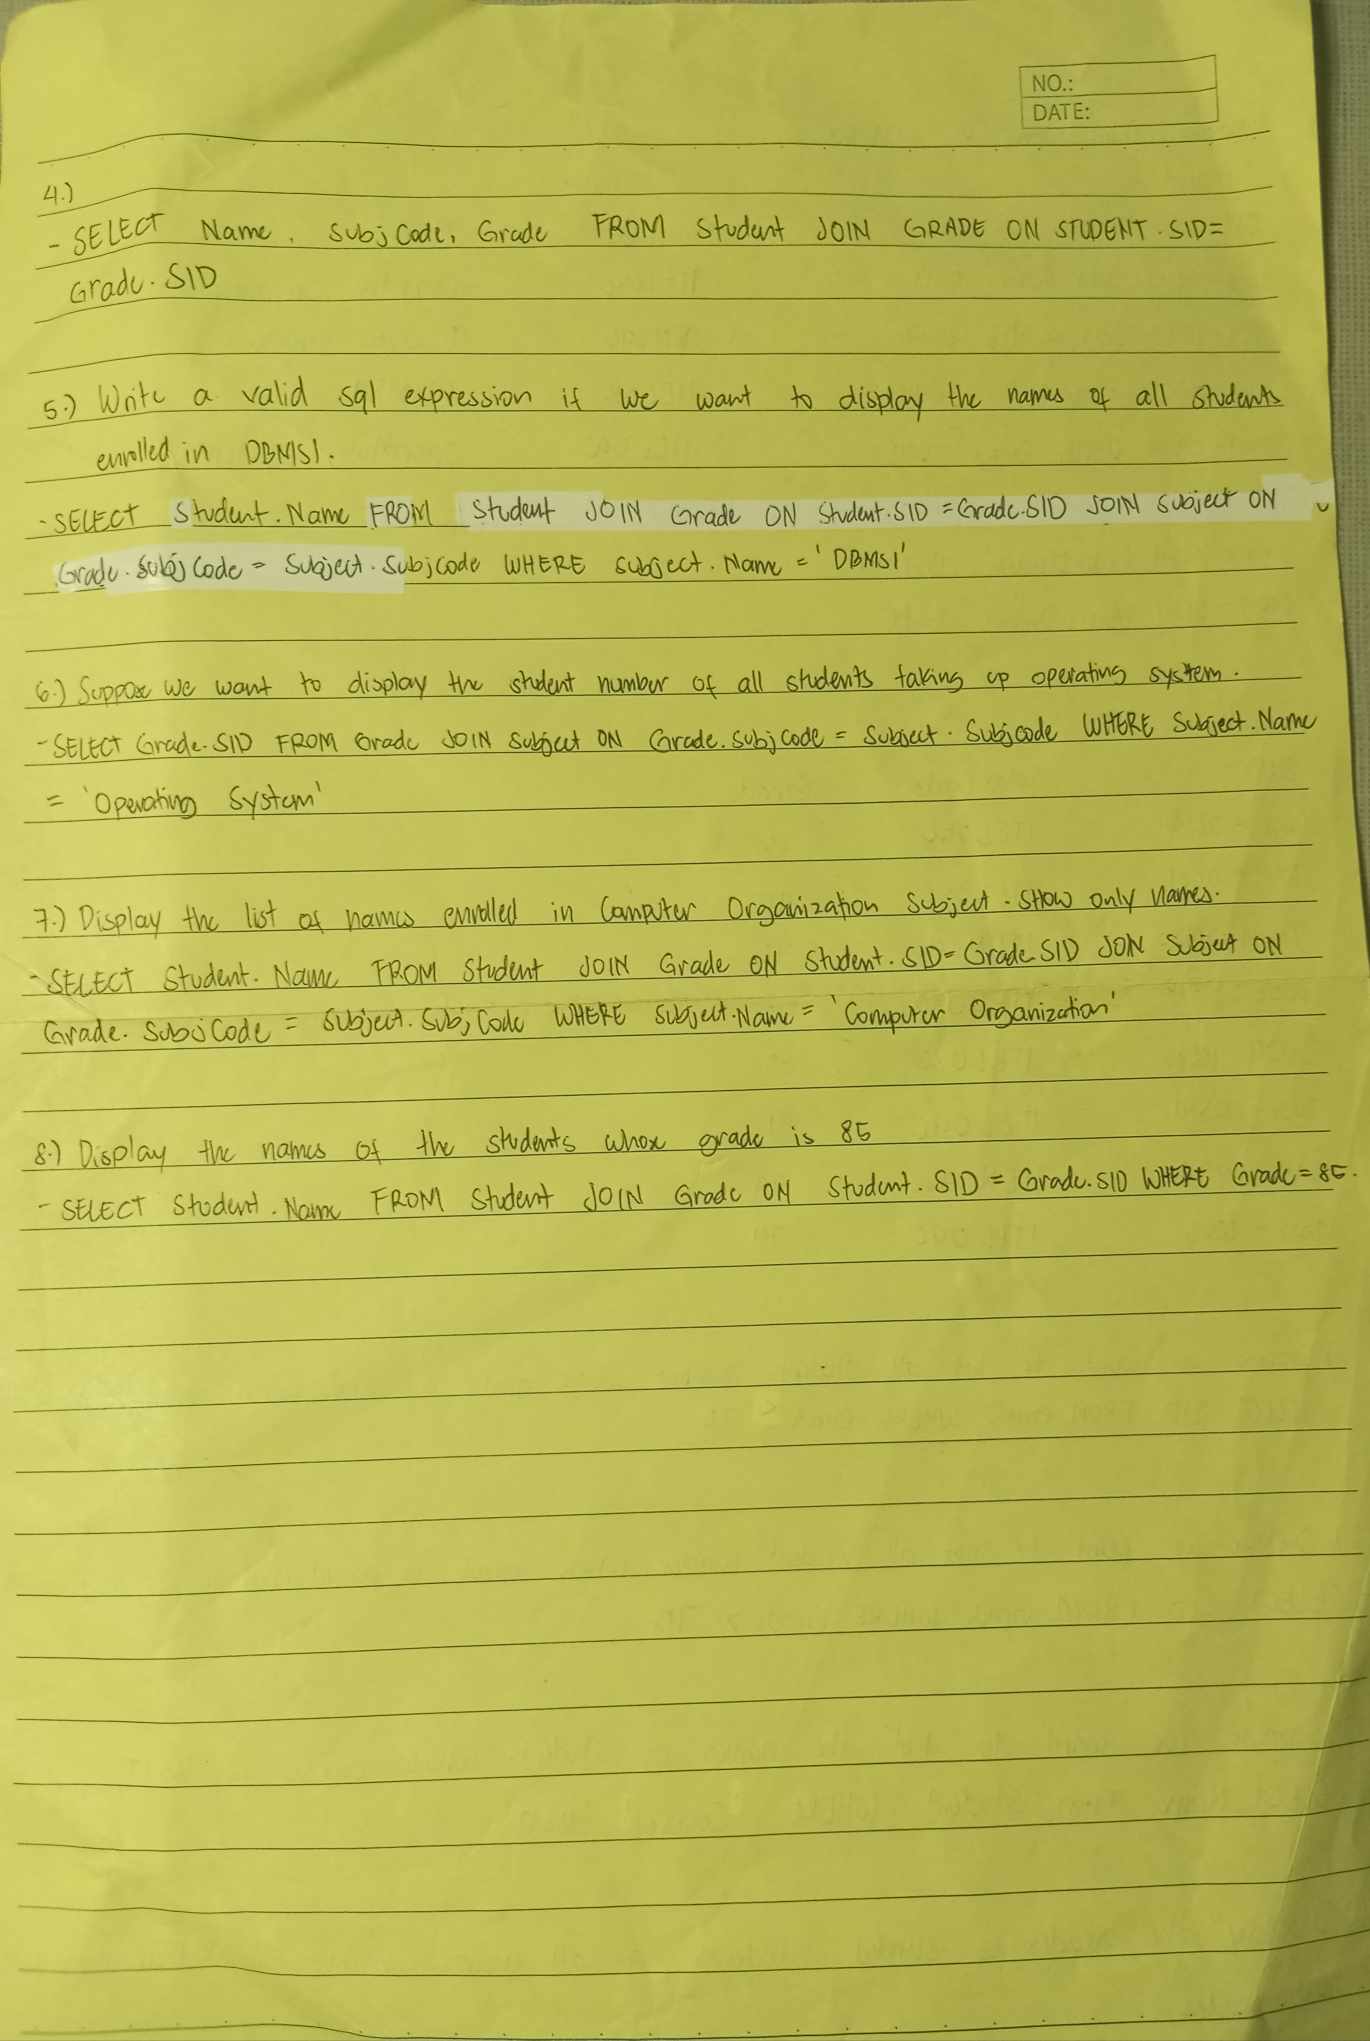 NO.:
DATE:
4.)
- SELECT Name, SubjCode, Grade FROM Student JOIN GRADE ON STUDENT.SID=
Grade.SID
5.) Write a valid sql expression if we want to display the names of all students
enrolled in DBMS1.
- SELECT Student.Name FROM Student JOIN Grade ON Student.SID = Grade.SID JOIN Subject ON
Grade.SubjCode = Subject.Subjcode WHERE Subject.Name = 'DBMS1'
6.) Suppose we want to display the student number of all students taking up operating system.
- SELECT Grade.SID FROM Grade JOIN Subject ON Grade.SubjCode = Subject.Subjcode WHERE Subject.Name
= 'Operating System'
7.) Display the list of names enrolled in Computer Organization Subject. Show only names.
- SELECT Student.Name FROM Student JOIN Grade ON Student.SID = Grade.SID JON Subject ON
Grade.SubjCode = Subject.SubjCode WHERE Subject.Name = 'Computer Organization'
8.) Display the names of the students whose grade is 85
- SELECT Student.Name FROM Student JOIN Grade ON Student.SID = Grade.SID WHERE Grade = 85.